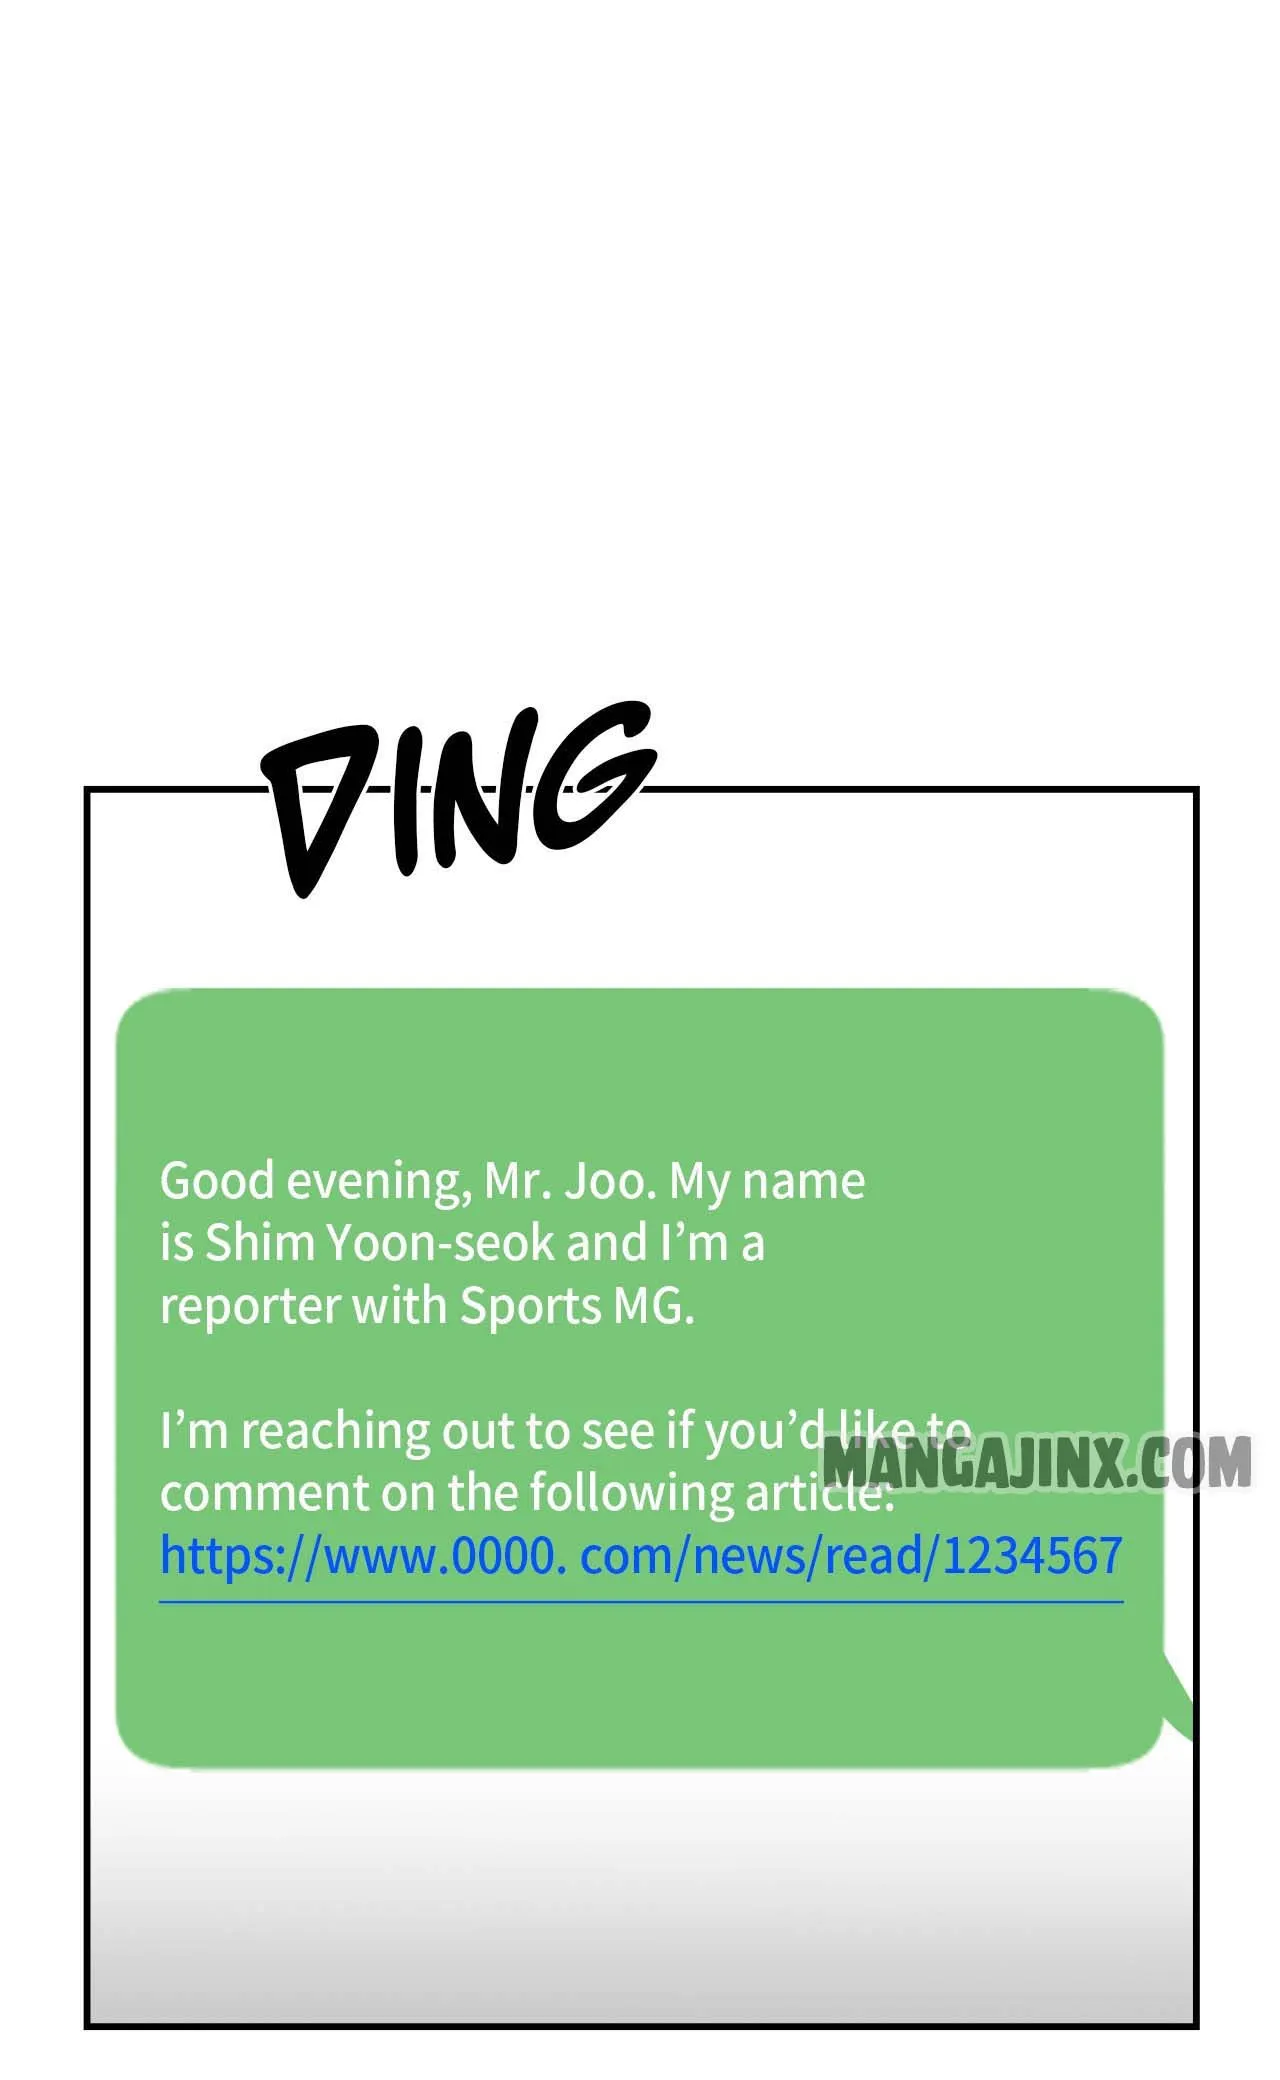 DING
Good evening, Mr. Joo. My name
is Shim Yoon-seok and I'm a
reporter with Sports MG.
I'm reaching out to see if you'd like to
comment on the following article:
https://www.0000. com/news/read/1234567
MANGAJINX.COM